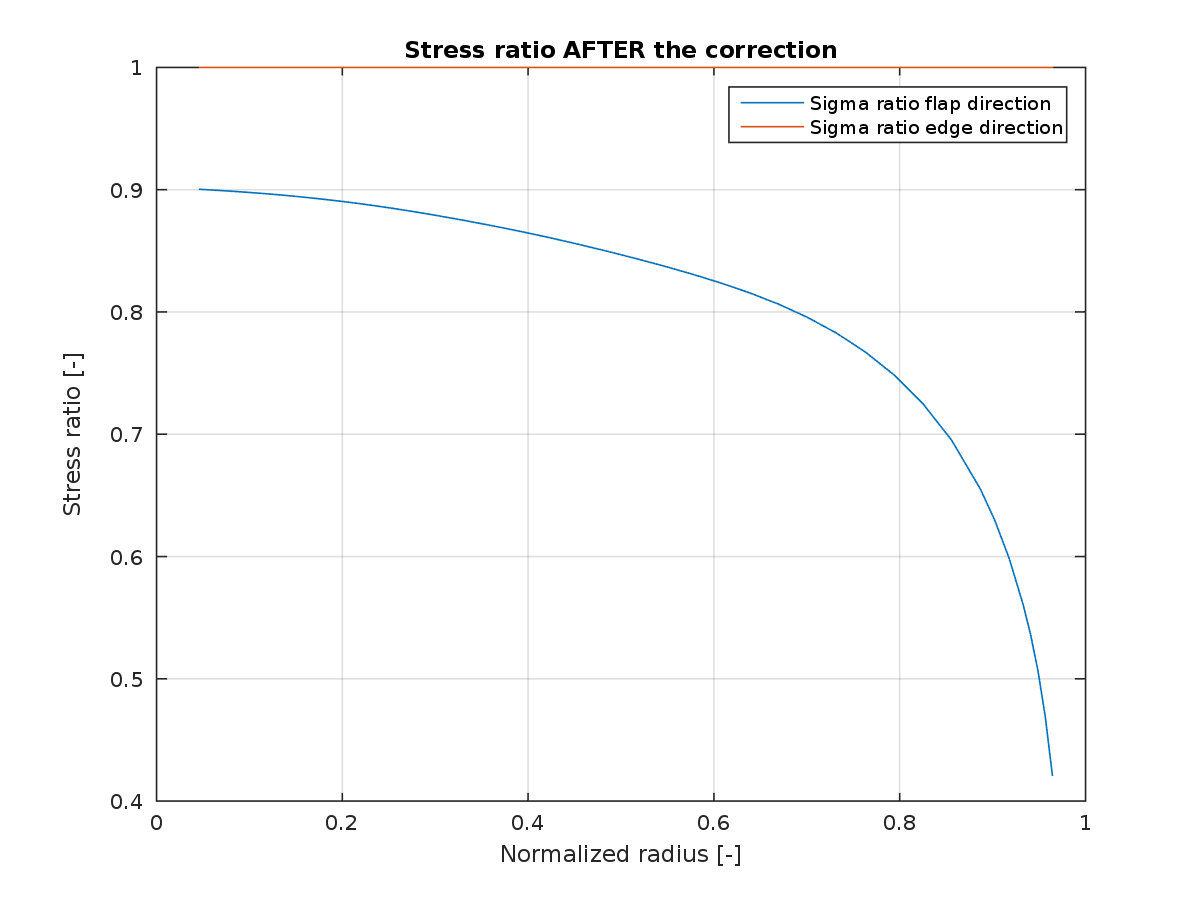 Stress ratio AFTER the correction
1
0.9
0.8
0.7
0.6
0.5
0.4
Stress ratio [-]
Sigma ratio flap direction
Sigma ratio edge direction
0
0.2
0.4
0.6
0.8
1
Normalized radius [-]